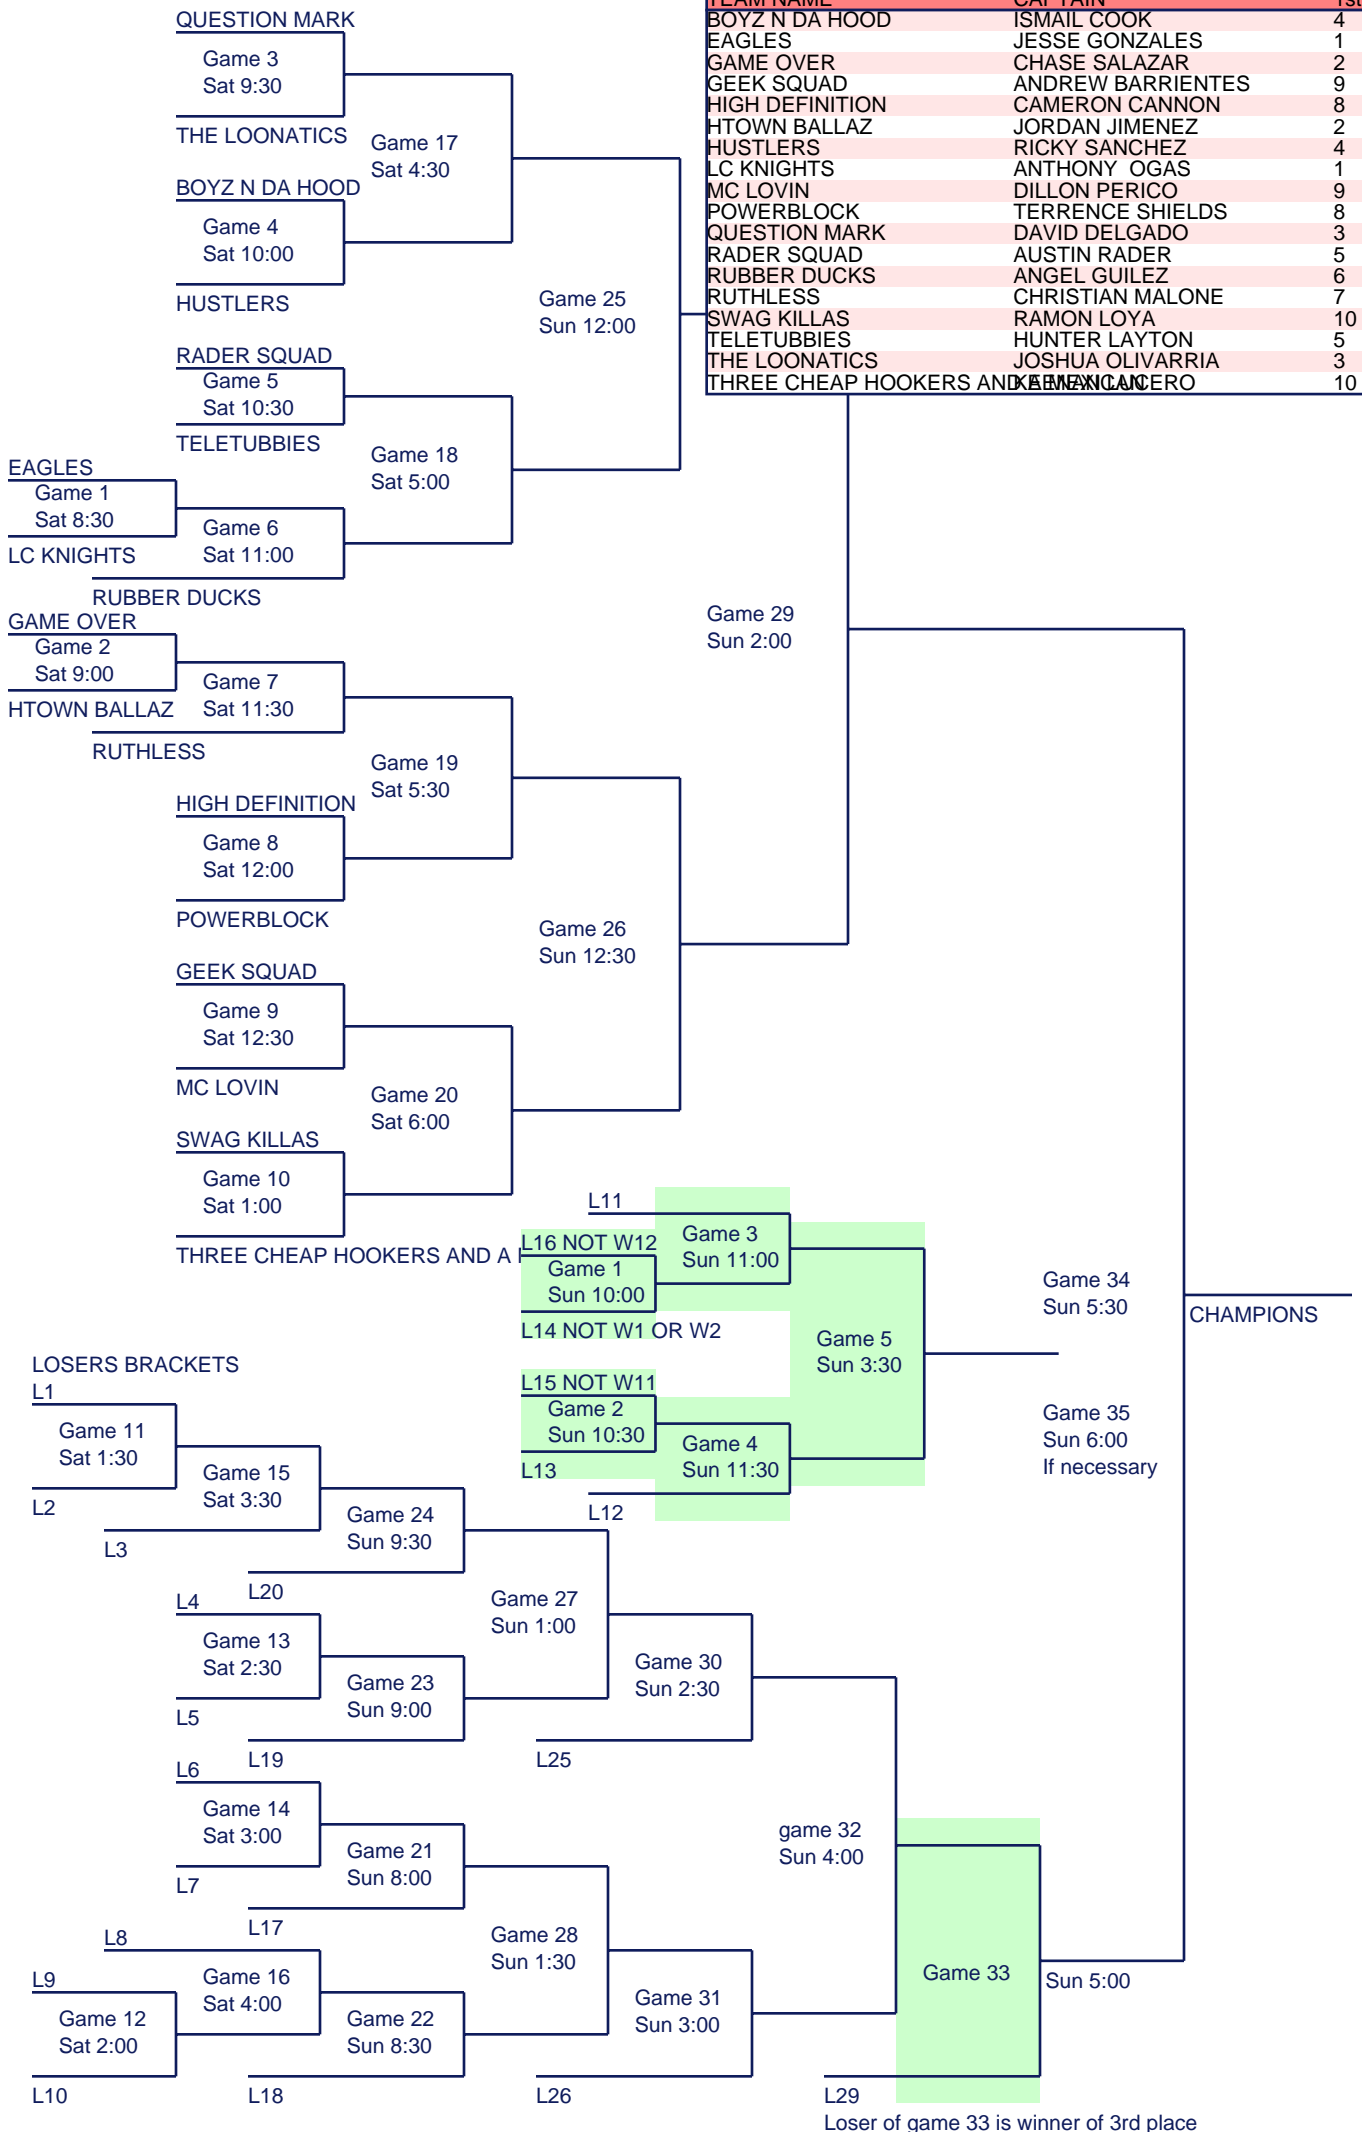 TEAM NAME CAPTAIN 1st
BOYZ N DA HOOD ISMAIL COOK 4
EAGLES JESSE GONZALES 1
GAME OVER CHASE SALAZAR 2
GEEK SQUAD ANDREW BARRIENTES 9
HIGH DEFINITION CAMERON CANNON 8
HTOWN BALLAZ JORDAN JIMENEZ 2
HUSTLERS RICKY SANCHEZ 4
LC KNIGHTS ANTHONY OGAS 1
MC LOVIN DILLON PERICO 9
POWERBLOCK TERRENCE SHIELDS 8
QUESTION MARK DAVID DELGADO 3
RADER SQUAD AUSTIN RADER 5
RUBBER DUCKS ANGEL GUILEZ 6
RUTHLESS CHRISTIAN MALONE 7
SWAG KILLAS RAMON LOYA 10
TELETUBBIES HUNTER LAYTON 5
THE LOONATICS JOSHUA OLIVARRIA 3
THREE CHEAP HOOKERS AND 10
QUESTION MARK
Game 3
Sat 9:30
THE LOONATICS
Game 17
Sat 4:30
BOYZ N DA HOOD
Game 4
Sat 10:00
HUSTLERS
Game 25
Sun 12:00
RADER SQUAD
Game 5
Sat 10:30
TELETUBBIES
Game 18
Sat 5:00
EAGLES
Game 1
Sat 8:30
LC KNIGHTS
Game 6
Sat 11:00
RUBBER DUCKS
Game 29
Sun 2:00
GAME OVER
Game 2
Sat 9:00
HTOWN BALLAZ
Game 7
Sat 11:30
RUTHLESS
Game 19
Sat 5:30
HIGH DEFINITION
Game 8
Sat 12:00
POWERBLOCK
Game 26
Sun 12:30
GEEK SQUAD
Game 9
Sat 12:30
MC LOVIN
Game 20
Sat 6:00
SWAG KILLAS
Game 10
Sat 1:00
THREE CHEAP HOOKERS AND A
L11
L16 NOT W12
Game 1
Sun 10:00
L14 NOT W1 OR W2
Game 3
Sun 11:00
Game 5
Sun 3:30
L15 NOT W11
Game 2
Sun 10:30
L13
Game 4
Sun 11:30
L12
Game 34
Sun 5:30
CHAMPIONS
Game 35
Sun 6:00
If necessary
LOSERS BRACKETS
L1
Game 11
Sat 1:30
L2
Game 15
Sat 3:30
L3
Game 24
Sun 9:30
L20
Game 27
Sun 1:00
L4
Game 13
Sat 2:30
L5
Game 23
Sun 9:00
L19
Game 30
Sun 2:30
L25
L6
Game 14
Sat 3:00
L7
Game 21
Sun 8:00
L17
game 32
Sun 4:00
Game 28
Sun 1:30
L8
L9
Game 16
Sat 4:00
Game 12
Sat 2:00
L10
Game 22
Sun 8:30
L18
Game 31
Sun 3:00
L26
Game 33
Sun 5:00
L29
Loser of game 33 is winner of 3rd place